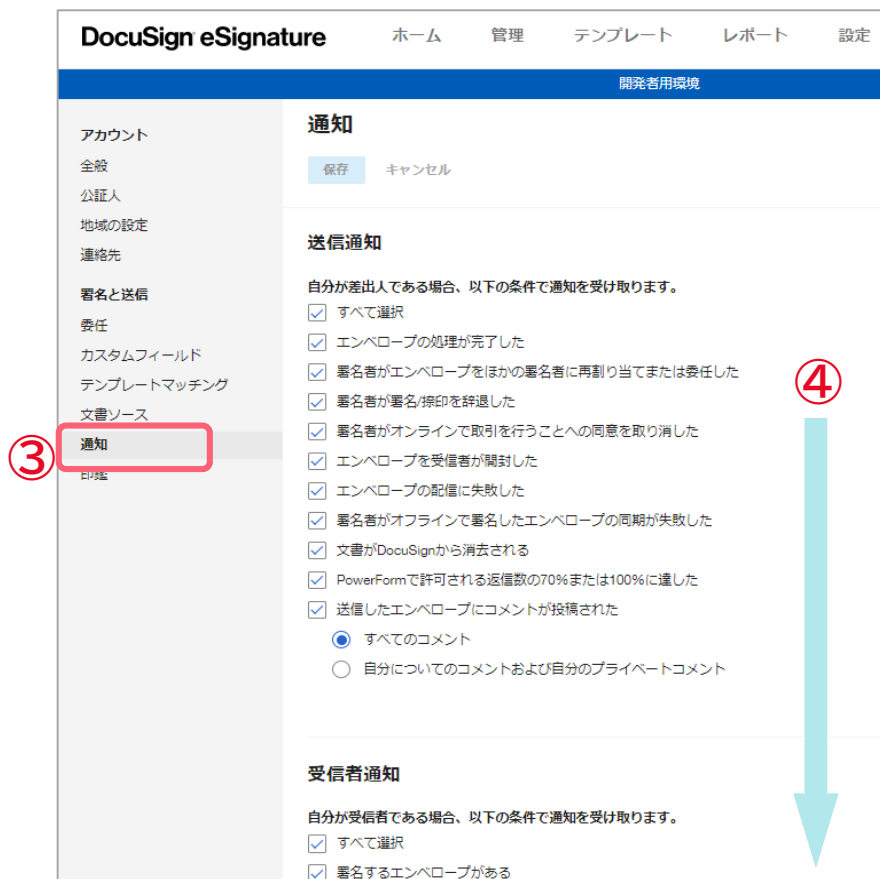 DocuSign eSignature ホーム 管理 テンプレート レポート 設定
開発者用環境
アカウント
全般
公証人
地域の設定
連絡先
署名と送信
委任
カスタムフィールド
テンプレートマッチング
文書ソース
③
通知
印鑑
通知
保存 キャンセル
送信通知
自分が差出人である場合、以下の条件で通知を受け取ります。
すべて選択
エンベロープの処理が完了した
署名者がエンベロープをほかの署名者に再割り当てまたは委任した
署名者が署名/捺印を辞退した
署名者がオンラインで取引を行うことへの同意を取り消した
エンベロープを受信者が開封した
エンベロープの配信に失敗した
署名者がオフラインで署名したエンベロープの同期が失敗した
文書がDocuSignから消去される
PowerFormで許可される返信数の70%または100%に達した
送信したエンベロープにコメントが投稿された
すべてのコメント
自分についてのコメントおよび自分のプライベートコメント
④
受信者通知
自分が受信者である場合、以下の条件で通知を受け取ります。
すべて選択
署名するエンベロープがある